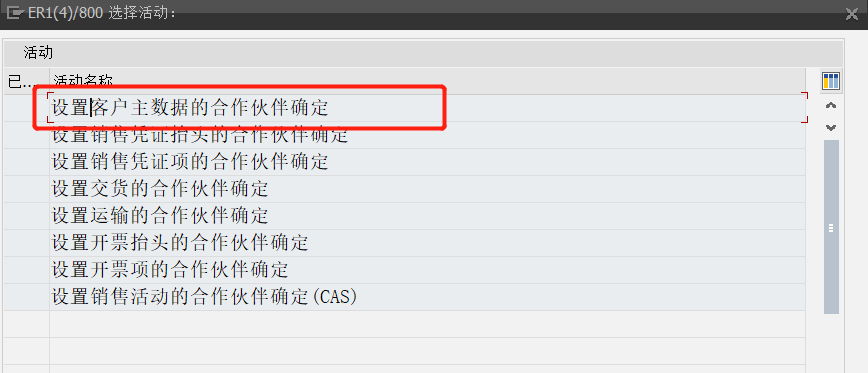 ER1(4)/800 选择活动:
活动
已... 活动名称
设置客户主数据的合作伙伴确定
设置销售凭证抬头的合作伙伴确定
设置销售凭证项的合作伙伴确定
设置交货的合作伙伴确定
设置运输的合作伙伴确定
设置开票抬头的合作伙伴确定
设置开票项的合作伙伴确定
设置销售活动的合作伙伴确定(CAS)